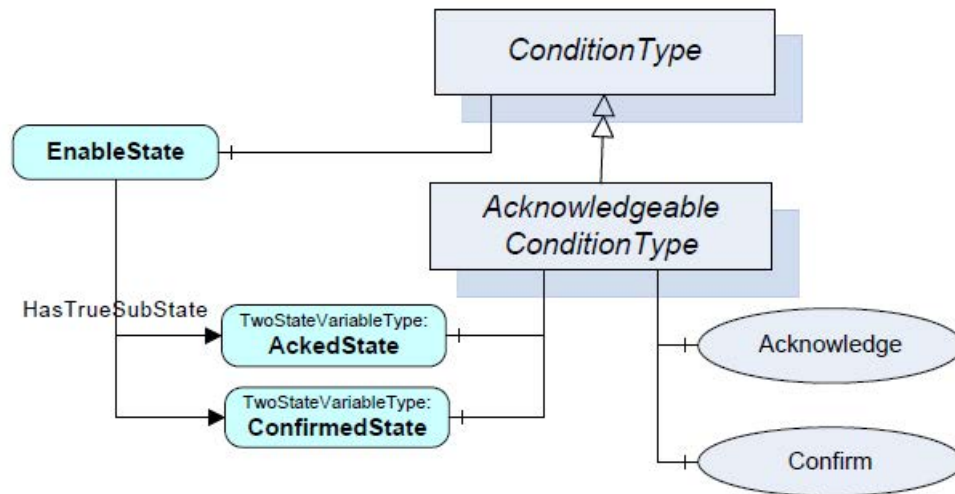 ConditionType
EnableState
Acknowledgeable
ConditionType
HasTrueSubState
TwoStateVariableType:
AckedState
Acknowledge
TwoStateVariableType:
ConfirmedState
Confirm